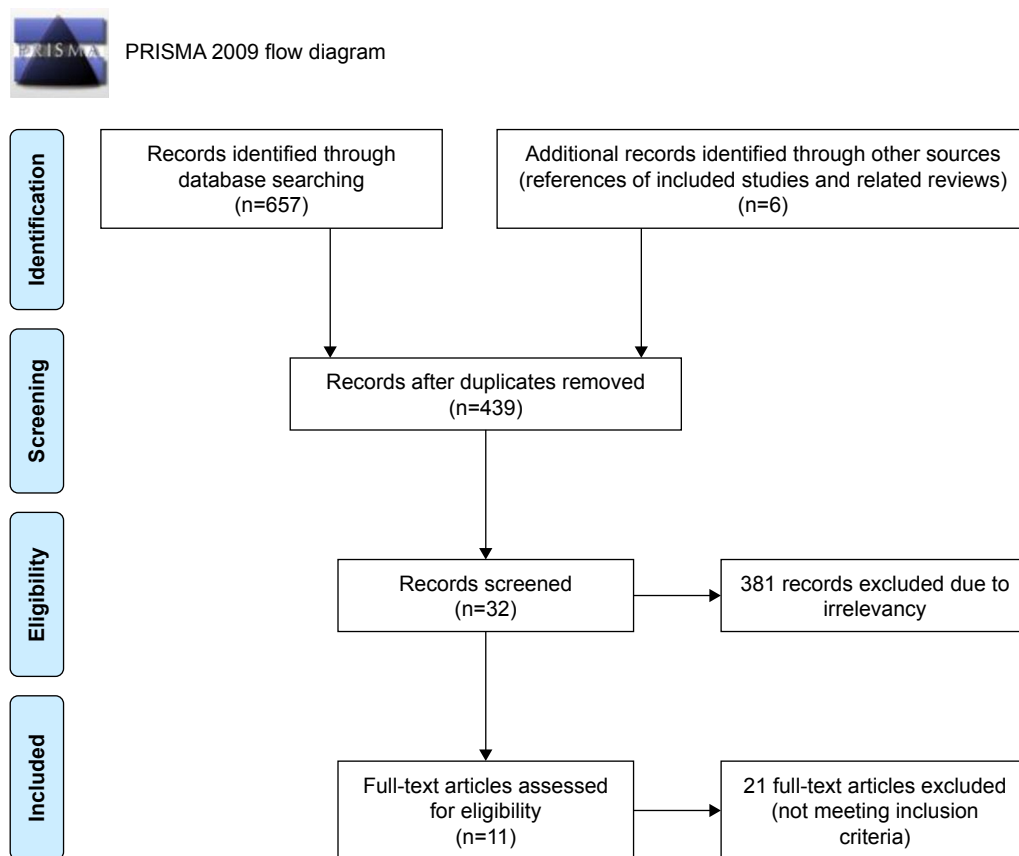 PRISMA
PRISMA 2009 flow diagram
Identification
Records identified through
database searching
(n=657)
Additional records identified through other sources
(references of included studies and related reviews)
(n=6)
Screening
Records after duplicates removed
(n=439)
Eligibility
Records screened
(n=32)
381 records excluded due to
irrelevancy
Included
Full-text articles assessed
for eligibility
(n=11)
21 full-text articles excluded
(not meeting inclusion
criteria)